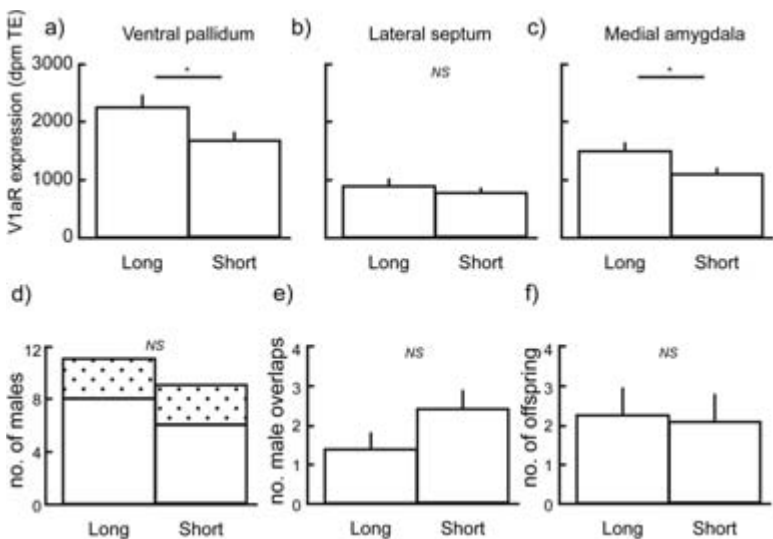 a) Ventral pallidum
b) Lateral septum
c) Medial amygdala
V1aR expression (dpm TE)
3000
2000
1000
0
*
NS
*
Long Short
Long Short
Long Short
d)
e)
f)
no. of males
12
8
4
0
NS
Long Short
no. male overlaps
4
3
2
1
0
NS
Long Short
no. of offspring
4
3
2
1
0
NS
Long Short